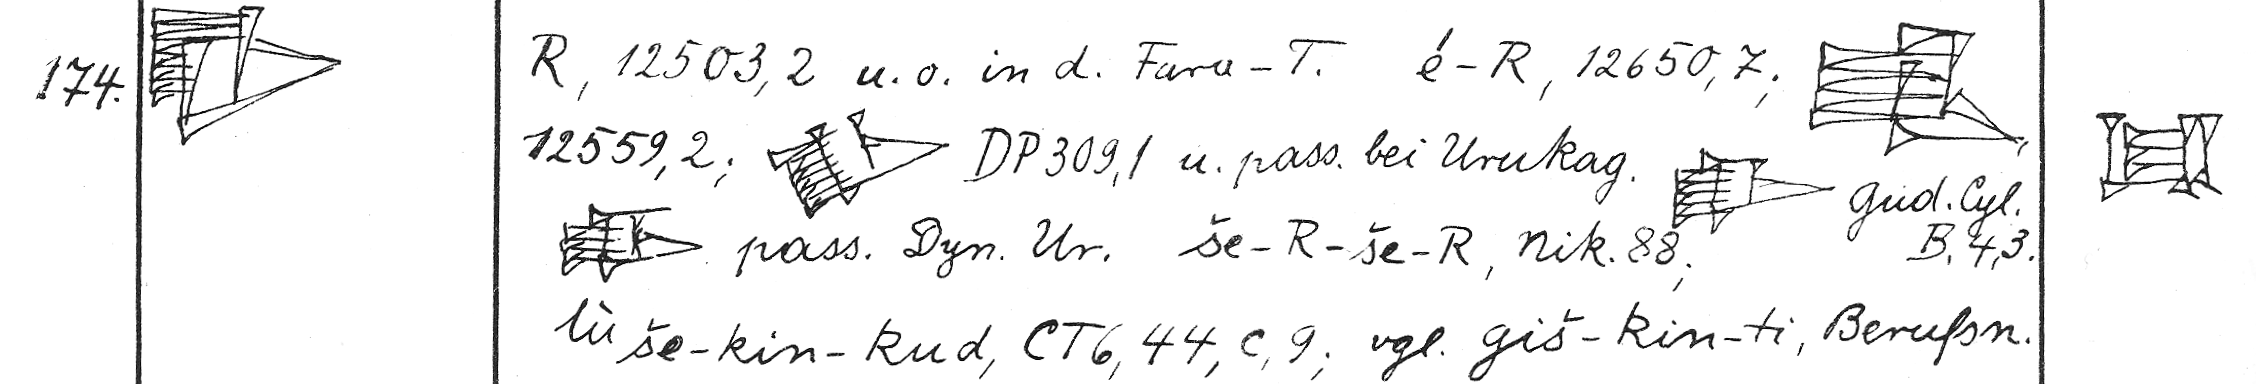 174. R, 12503,2 u. o. in d. Fara-T. é-R, 12650,7;
12559,2; DP 309,1 u. pass. bei Urukag. Gud. Cyl.
pass. Dyn. Ur. še-R-še-R, Nik. 88; B. 4,3.
lù še-kin-kud, CT 6, 44, c, 9; vgl. giš-kin-ti, Berufsn.